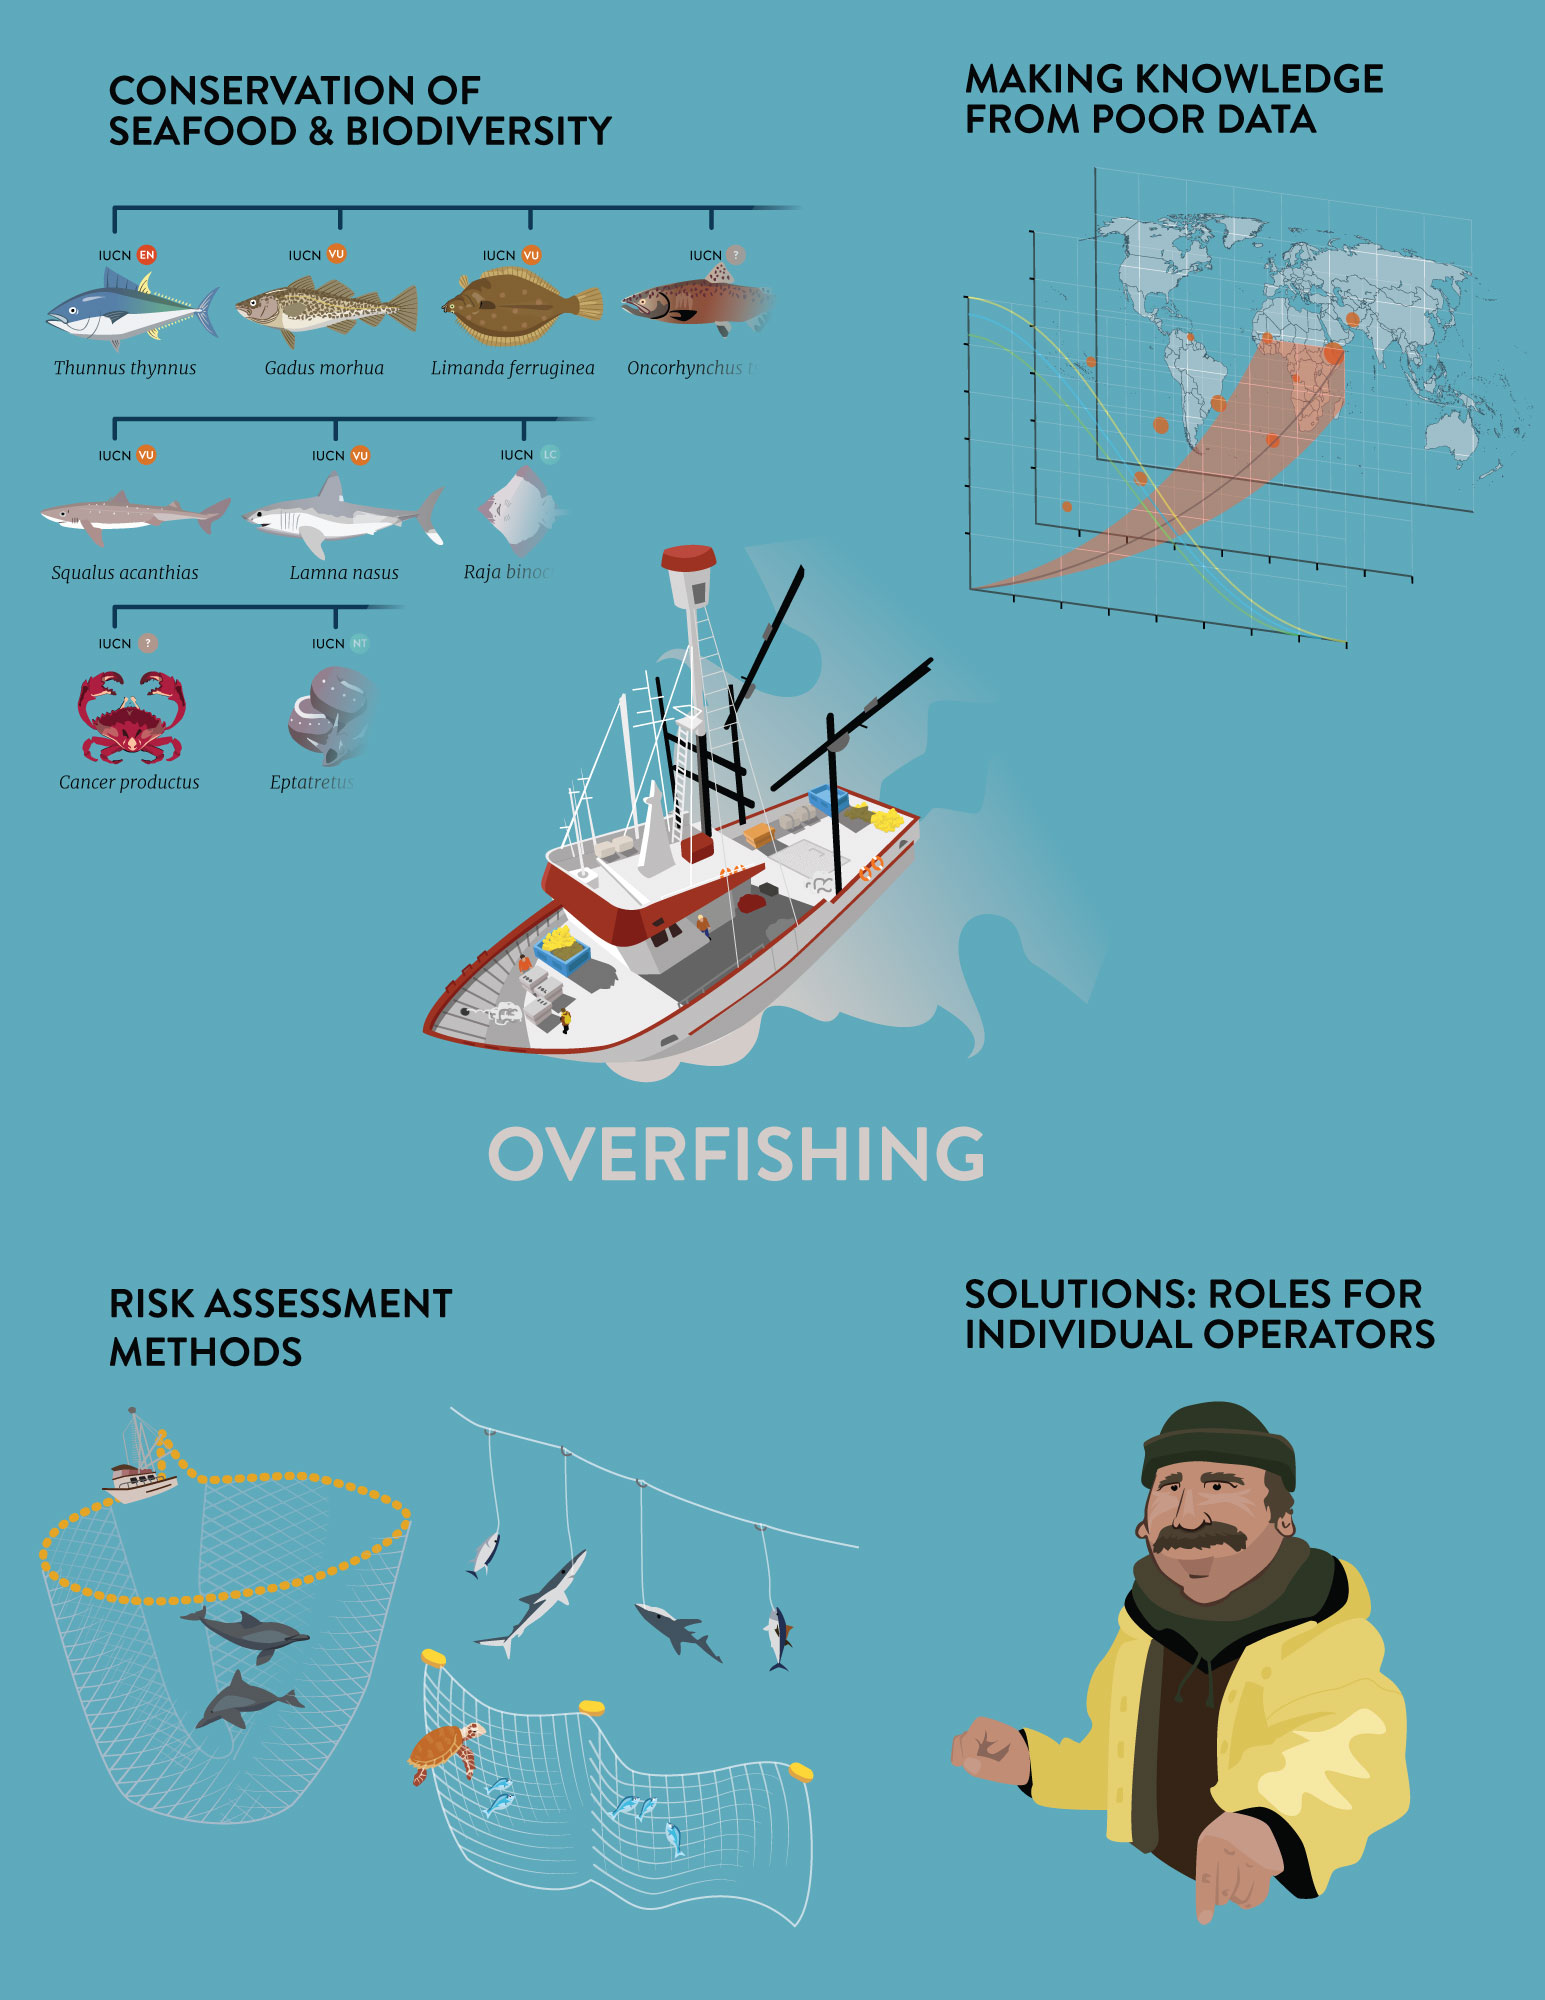 CONSERVATION OF
SEAFOOD & BIODIVERSITY
IUCN EN
IUCN VU
IUCN VU
IUCN ?
Thunnus thynnus
Gadus morhua
Limanda ferruginea
Oncorhynchus
IUCN VU
IUCN VU
IUCN LC
Squalus acanthias
Lamna nasus
Raja binoc
IUCN ?
IUCN NT
Cancer productus
Eptatretus
MAKING KNOWLEDGE
FROM POOR DATA
OVERFISHING
RISK ASSESSMENT
METHODS
SOLUTIONS: ROLES FOR
INDIVIDUAL OPERATORS